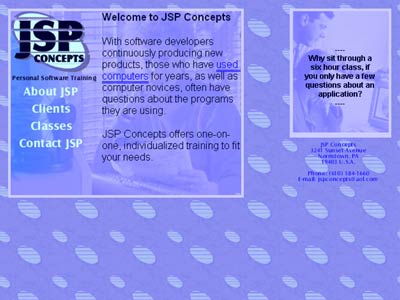 JSP
CONCEPTS
Personal Software Training
About JSP
Clients
Classes
Contact JSP
Welcome to JSP Concepts
With software developers
continuously producing new
products, those who have used
computers for years, as well as
computer novices, often have
questions about the programs
they are using.
JSP Concepts offers one-on-
one, individualized training to fit
your needs.
----
Why sit through a
six hour class, if
you only have a few
questions about an
application?
----
JSP Concepts
3241 Sunset Avenue
Norristown, PA
19403 U.S.A.
Phone: (610) 584-1660
E-mail: jspconcepts@aol.com